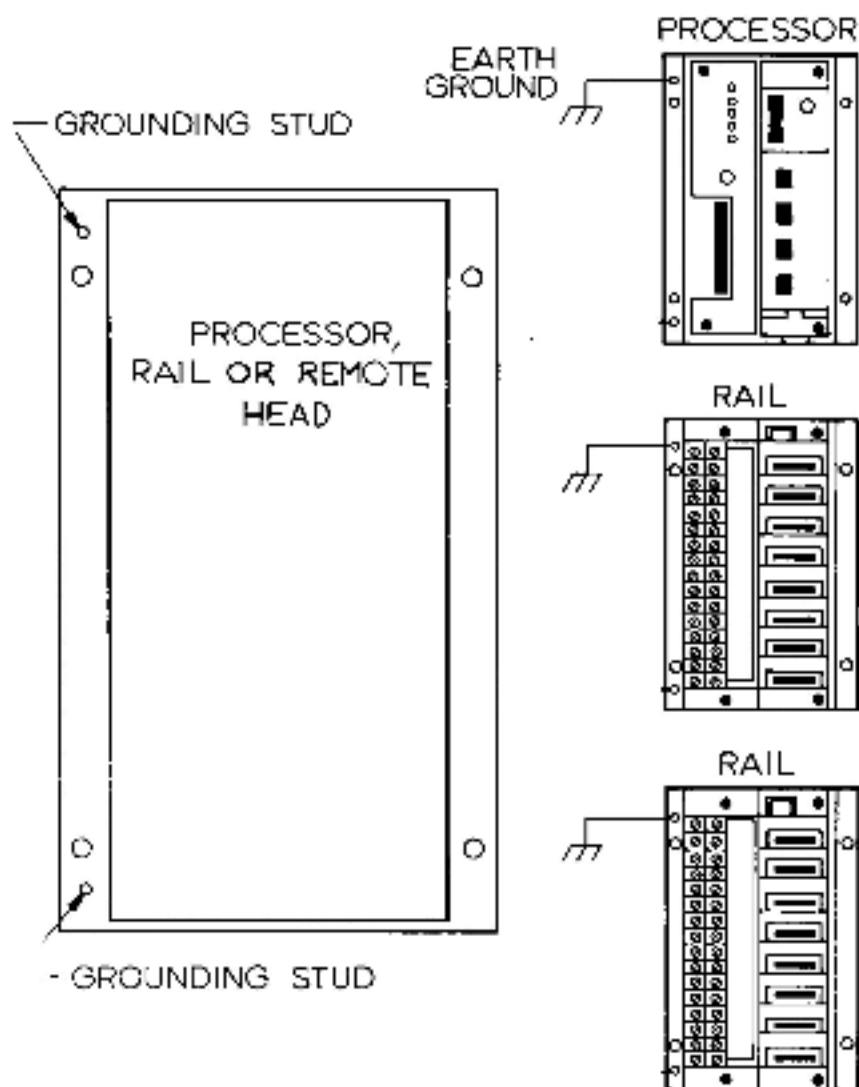 PROCESSOR
EARTH
GROUND
GROUNDING STUD
PROCESSOR,
RAIL OR REMOTE
HEAD
RAIL
RAIL
- GROUNDING STUD